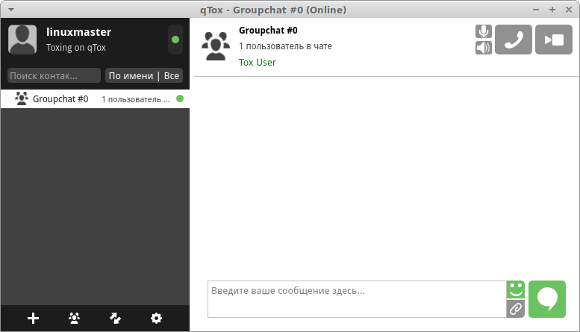 qTox - Groupchat #0 (Online)
linuxmaster
Toxing on qTox
Поиск контак...
По имени | Все
Groupchat #0
1 пользователь ...
Groupchat #0
1 пользователь в чате
Tox User
Введите ваше сообщение здесь...